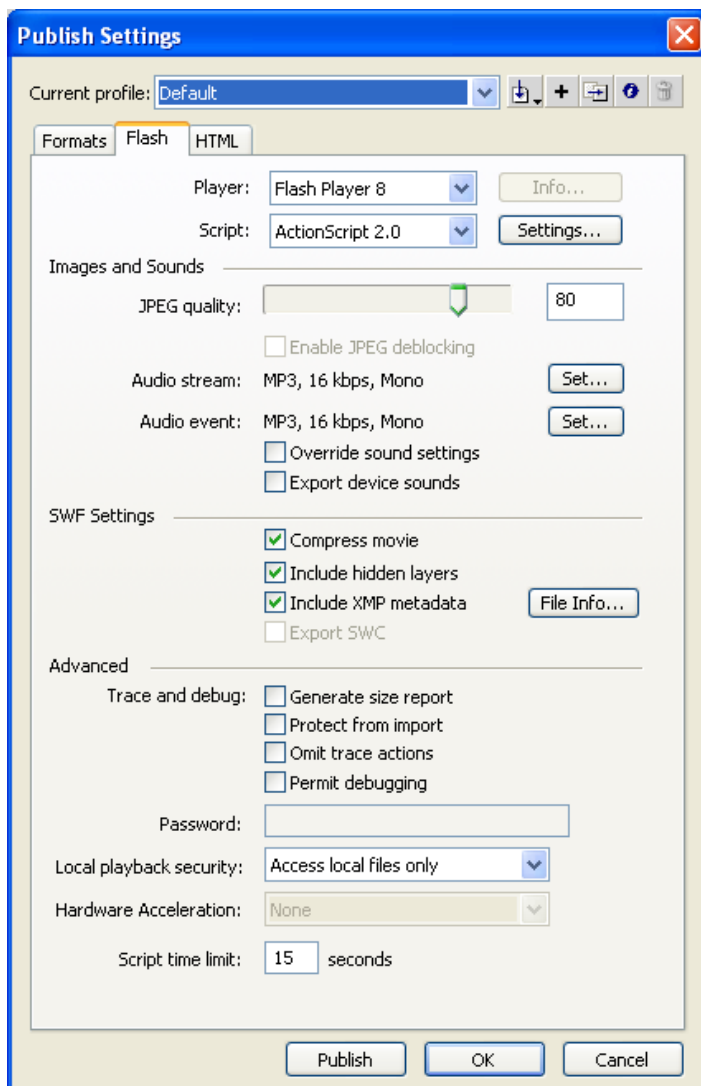 Publish Settings
Current profile: Default
Formats Flash HTML
Player: Flash Player 8 Info...
Script: ActionScript 2.0 Settings...
Images and Sounds
JPEG quality: 80
Enable JPEG deblocking
Audio stream: MP3, 16 kbps, Mono Set...
Audio event: MP3, 16 kbps, Mono Set...
Override sound settings
Export device sounds
SWF Settings
Compress movie
Include hidden layers
Include XMP metadata File Info...
Export SWC
Advanced
Trace and debug: Generate size report
Protect from import
Omit trace actions
Permit debugging
Password:
Local playback security: Access local files only
Hardware Acceleration: None
Script time limit: 15 seconds
Publish OK Cancel